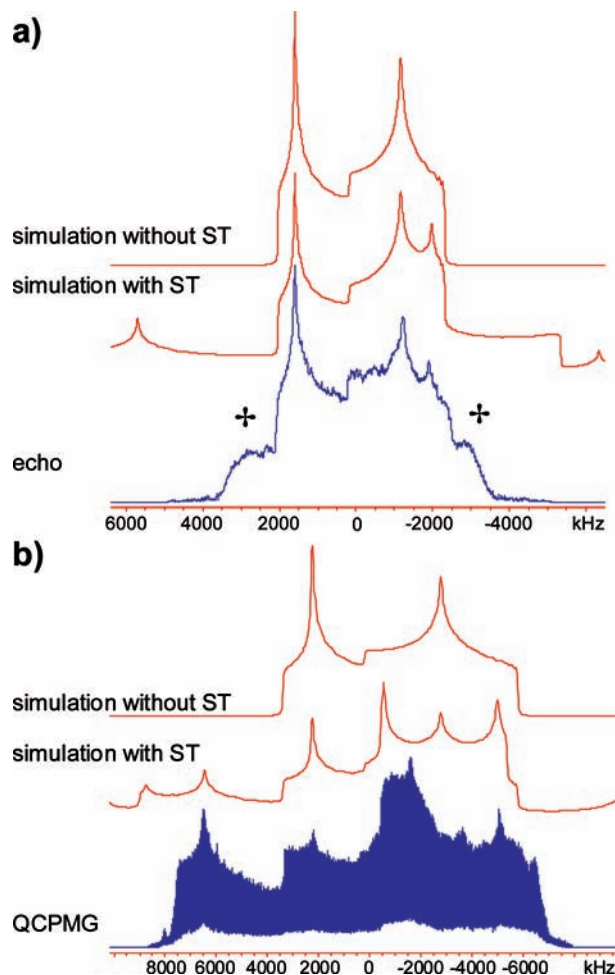 a)
simulation without ST
simulation with ST
✢ ✢
echo
6000 4000 2000 0 -2000 -4000 kHz
b)
simulation without ST
simulation with ST
QCPMG
8000 6000 4000 2000 0 -2000 -4000 -6000 kHz